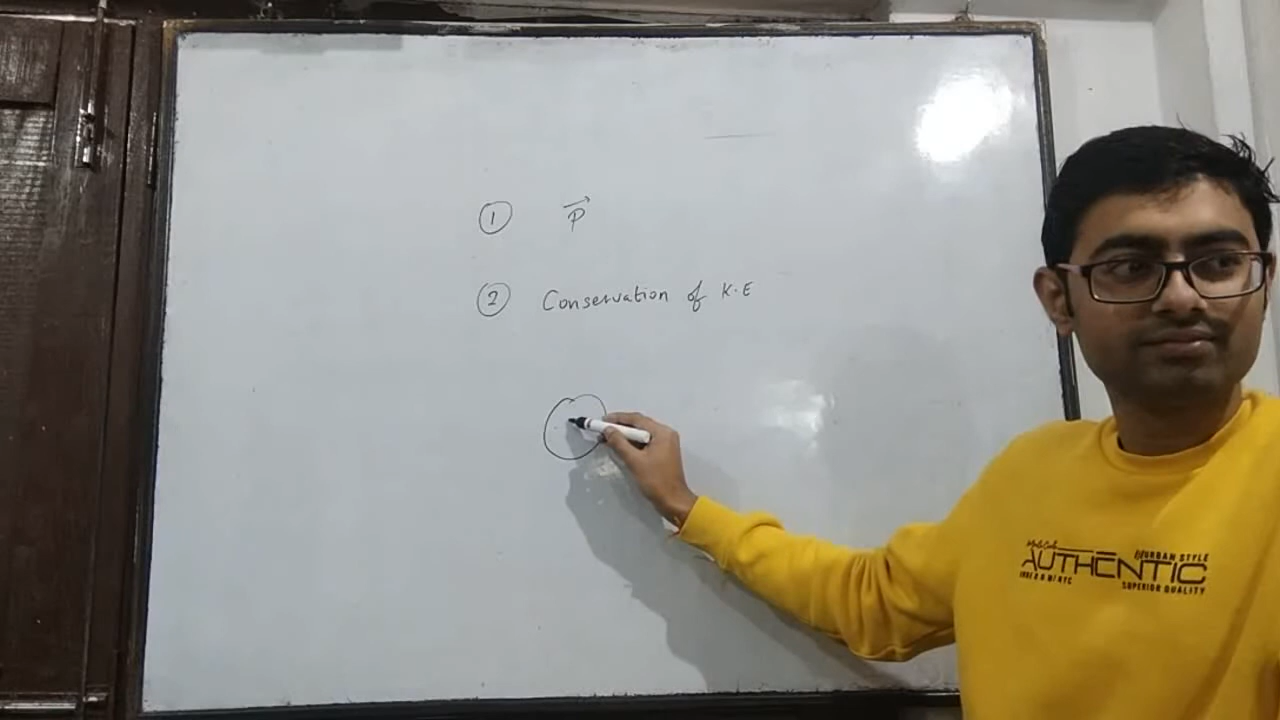 ① p⃗
② Conservation of K.E
URBAN STYLE
AUTHENTIC
SUPERIOR QUALITY